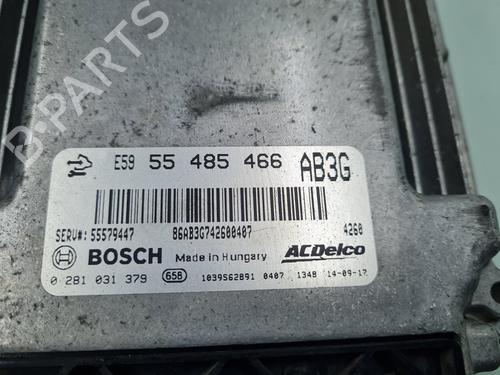 B-PARTS
E59 55 485 466 AB3G
SERV#: 55579447 86AB3G742600407 4260
BOSCH Made in Hungary ACDelco
0 281 031 379 658 1039S62891 0407 1348 14-09-17